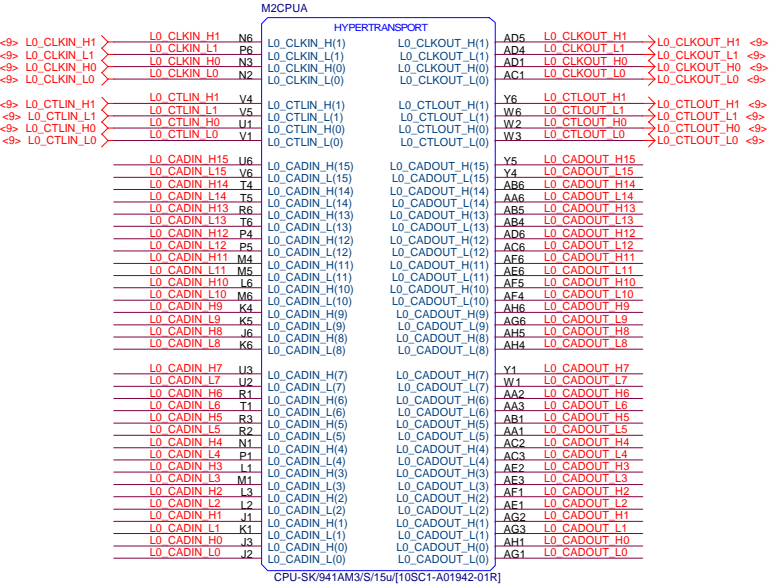 M2CPUA
HYPERTRANSPORT
<9> L0_CLKIN_H1 L0_CLKIN_H1 N6 L0_CLKIN_H(1) L0_CLKOUT_H(1) AD5 L0_CLKOUT_H1 L0_CLKOUT_H1 <9>
<9> L0_CLKIN_L1 L0_CLKIN_L1 P6 L0_CLKIN_L(1) L0_CLKOUT_L(1) AD4 L0_CLKOUT_L1 L0_CLKOUT_L1 <9>
<9> L0_CLKIN_H0 L0_CLKIN_H0 N3 L0_CLKIN_H(0) L0_CLKOUT_H(0) AD1 L0_CLKOUT_H0 L0_CLKOUT_H0 <9>
<9> L0_CLKIN_L0 L0_CLKIN_L0 N2 L0_CLKIN_L(0) L0_CLKOUT_L(0) AC1 L0_CLKOUT_L0 L0_CLKOUT_L0 <9>
<9> L0_CTLIN_H1 L0_CTLIN_H1 V4 L0_CTLIN_H(1) L0_CTLOUT_H(1) Y6 L0_CTLOUT_H1 L0_CTLOUT_H1 <9>
<9> L0_CTLIN_L1 L0_CTLIN_L1 V5 L0_CTLIN_L(1) L0_CTLOUT_L(1) W6 L0_CTLOUT_L1 L0_CTLOUT_L1 <9>
<9> L0_CTLIN_H0 L0_CTLIN_H0 U1 L0_CTLIN_H(0) L0_CTLOUT_H(0) W2 L0_CTLOUT_H0 L0_CTLOUT_H0 <9>
<9> L0_CTLIN_L0 L0_CTLIN_L0 V1 L0_CTLIN_L(0) L0_CTLOUT_L(0) W3 L0_CTLOUT_L0 L0_CTLOUT_L0 <9>
L0_CADIN_H15 U6 L0_CADIN_H(15) L0_CADOUT_H(15) Y5 L0_CADOUT_H15
L0_CADIN_L15 V6 L0_CADIN_L(15) L0_CADOUT_L(15) Y4 L0_CADOUT_L15
L0_CADIN_H14 T4 L0_CADIN_H(14) L0_CADOUT_H(14) AB6 L0_CADOUT_H14
L0_CADIN_L14 T5 L0_CADIN_L(14) L0_CADOUT_L(14) AA6 L0_CADOUT_L14
L0_CADIN_H13 R6 L0_CADIN_H(13) L0_CADOUT_H(13) AB5 L0_CADOUT_H13
L0_CADIN_L13 T6 L0_CADIN_L(13) L0_CADOUT_L(13) AB4 L0_CADOUT_L13
L0_CADIN_H12 P4 L0_CADIN_H(12) L0_CADOUT_H(12) AD6 L0_CADOUT_H12
L0_CADIN_L12 P5 L0_CADIN_L(12) L0_CADOUT_L(12) AC6 L0_CADOUT_L12
L0_CADIN_H11 M4 L0_CADIN_H(11) L0_CADOUT_H(11) AF6 L0_CADOUT_H11
L0_CADIN_L11 M5 L0_CADIN_L(11) L0_CADOUT_L(11) AE6 L0_CADOUT_L11
L0_CADIN_H10 L6 L0_CADIN_H(10) L0_CADOUT_H(10) AF5 L0_CADOUT_H10
L0_CADIN_L10 M6 L0_CADIN_L(10) L0_CADOUT_L(10) AF4 L0_CADOUT_L10
L0_CADIN_H9 K4 L0_CADIN_H(9) L0_CADOUT_H(9) AH6 L0_CADOUT_H9
L0_CADIN_L9 K5 L0_CADIN_L(9) L0_CADOUT_L(9) AG6 L0_CADOUT_L9
L0_CADIN_H8 J6 L0_CADIN_H(8) L0_CADOUT_H(8) AH5 L0_CADOUT_H8
L0_CADIN_L8 K6 L0_CADIN_L(8) L0_CADOUT_L(8) AH4 L0_CADOUT_L8
L0_CADIN_H7 U3 L0_CADIN_H(7) L0_CADOUT_H(7) Y1 L0_CADOUT_H7
L0_CADIN_L7 U2 L0_CADIN_L(7) L0_CADOUT_L(7) W1 L0_CADOUT_L7
L0_CADIN_H6 R1 L0_CADIN_H(6) L0_CADOUT_H(6) AA2 L0_CADOUT_H6
L0_CADIN_L6 T1 L0_CADIN_L(6) L0_CADOUT_L(6) AA3 L0_CADOUT_L6
L0_CADIN_H5 R3 L0_CADIN_H(5) L0_CADOUT_H(5) AB1 L0_CADOUT_H5
L0_CADIN_L5 R2 L0_CADIN_L(5) L0_CADOUT_L(5) AA1 L0_CADOUT_L5
L0_CADIN_H4 N1 L0_CADIN_H(4) L0_CADOUT_H(4) AC2 L0_CADOUT_H4
L0_CADIN_L4 P1 L0_CADIN_L(4) L0_CADOUT_L(4) AC3 L0_CADOUT_L4
L0_CADIN_H3 L1 L0_CADIN_H(3) L0_CADOUT_H(3) AE2 L0_CADOUT_H3
L0_CADIN_L3 M1 L0_CADIN_L(3) L0_CADOUT_L(3) AE3 L0_CADOUT_L3
L0_CADIN_H2 L3 L0_CADIN_H(2) L0_CADOUT_H(2) AF1 L0_CADOUT_H2
L0_CADIN_L2 L2 L0_CADIN_L(2) L0_CADOUT_L(2) AE1 L0_CADOUT_L2
L0_CADIN_H1 J1 L0_CADIN_H(1) L0_CADOUT_H(1) AG2 L0_CADOUT_H1
L0_CADIN_L1 K1 L0_CADIN_L(1) L0_CADOUT_L(1) AG3 L0_CADOUT_L1
L0_CADIN_H0 J3 L0_CADIN_H(0) L0_CADOUT_H(0) AH1 L0_CADOUT_H0
L0_CADIN_L0 J2 L0_CADIN_L(0) L0_CADOUT_L(0) AG1 L0_CADOUT_L0
CPU-SK/941AM3/S/15u/[10SC1-A01942-01R]